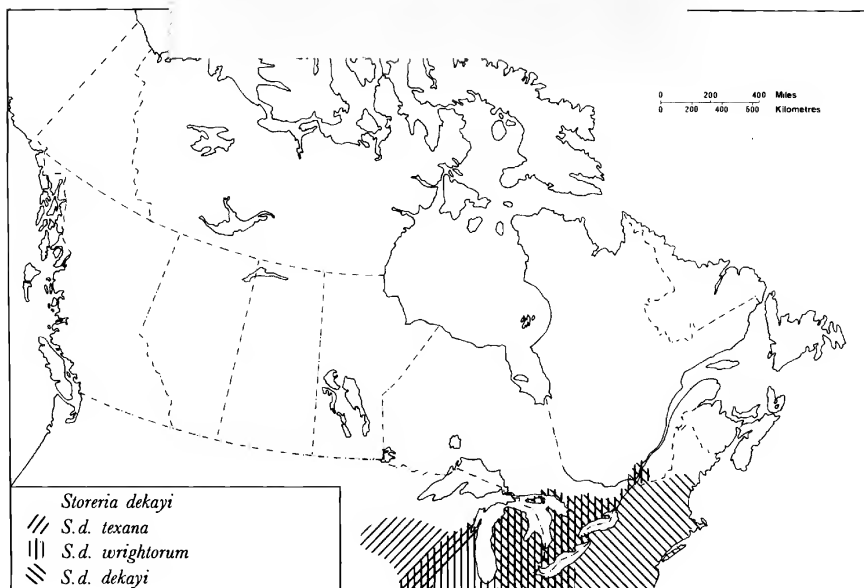 0 200 400 Miles
0 200 400 600 Kilometres
Storeria dekayi
S.d. texana
S.d. wrightorum
S.d. dekayi